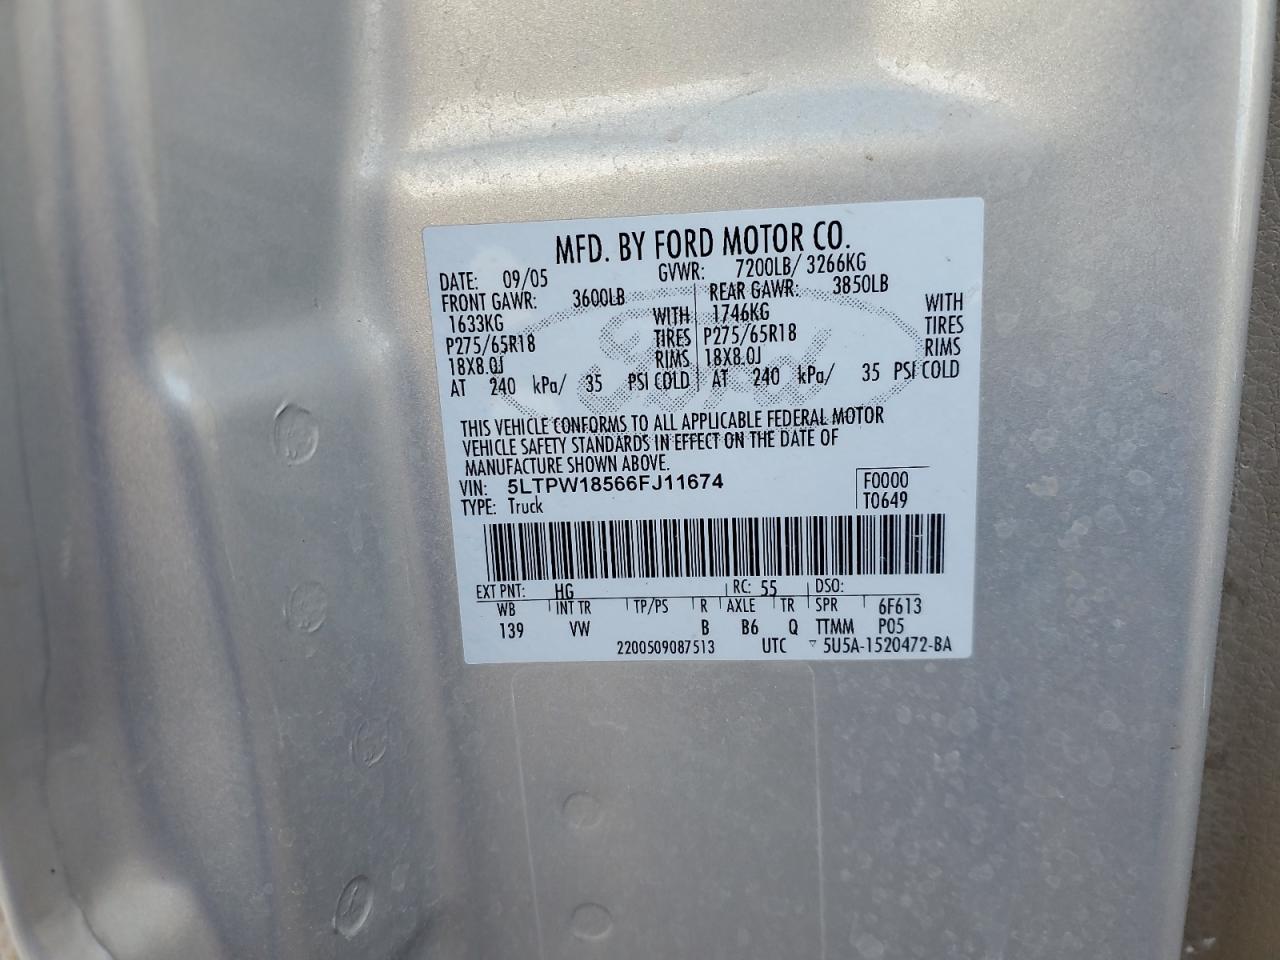 MFD. BY FORD MOTOR CO.
DATE: 09/05 GVWR: 7200LB/ 3266KG
FRONT GAWR: 3600LB REAR GAWR: 3850LB
1633KG WITH 1746KG WITH
P275/65R18 TIRES P275/65R18 TIRES
18X8.0J RIMS 18X8.0J RIMS
AT 240 kPa/ 35 PSI COLD AT 240 kPa/ 35 PSI COLD
Ford
THIS VEHICLE CONFORMS TO ALL APPLICABLE FEDERAL MOTOR
VEHICLE SAFETY STANDARDS IN EFFECT ON THE DATE OF
MANUFACTURE SHOWN ABOVE.
VIN: 5LTPW18566FJ11674 F0000
TYPE: Truck T0649
EXT PNT: HG RC: 55 DSO:
WB INT TR TP/PS R AXLE TR SPR 6F613
139 VW B B6 Q TTMM P05
2200509087513 UTC ▽ 5U5A-1520472-BA